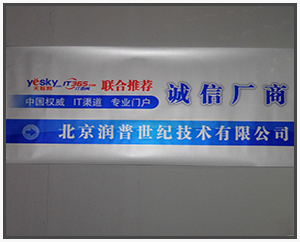 yesky 天极网 IT365 联合推荐
中国权威 IT渠道 专业门户
诚信厂商
北京润普世纪技术有限公司